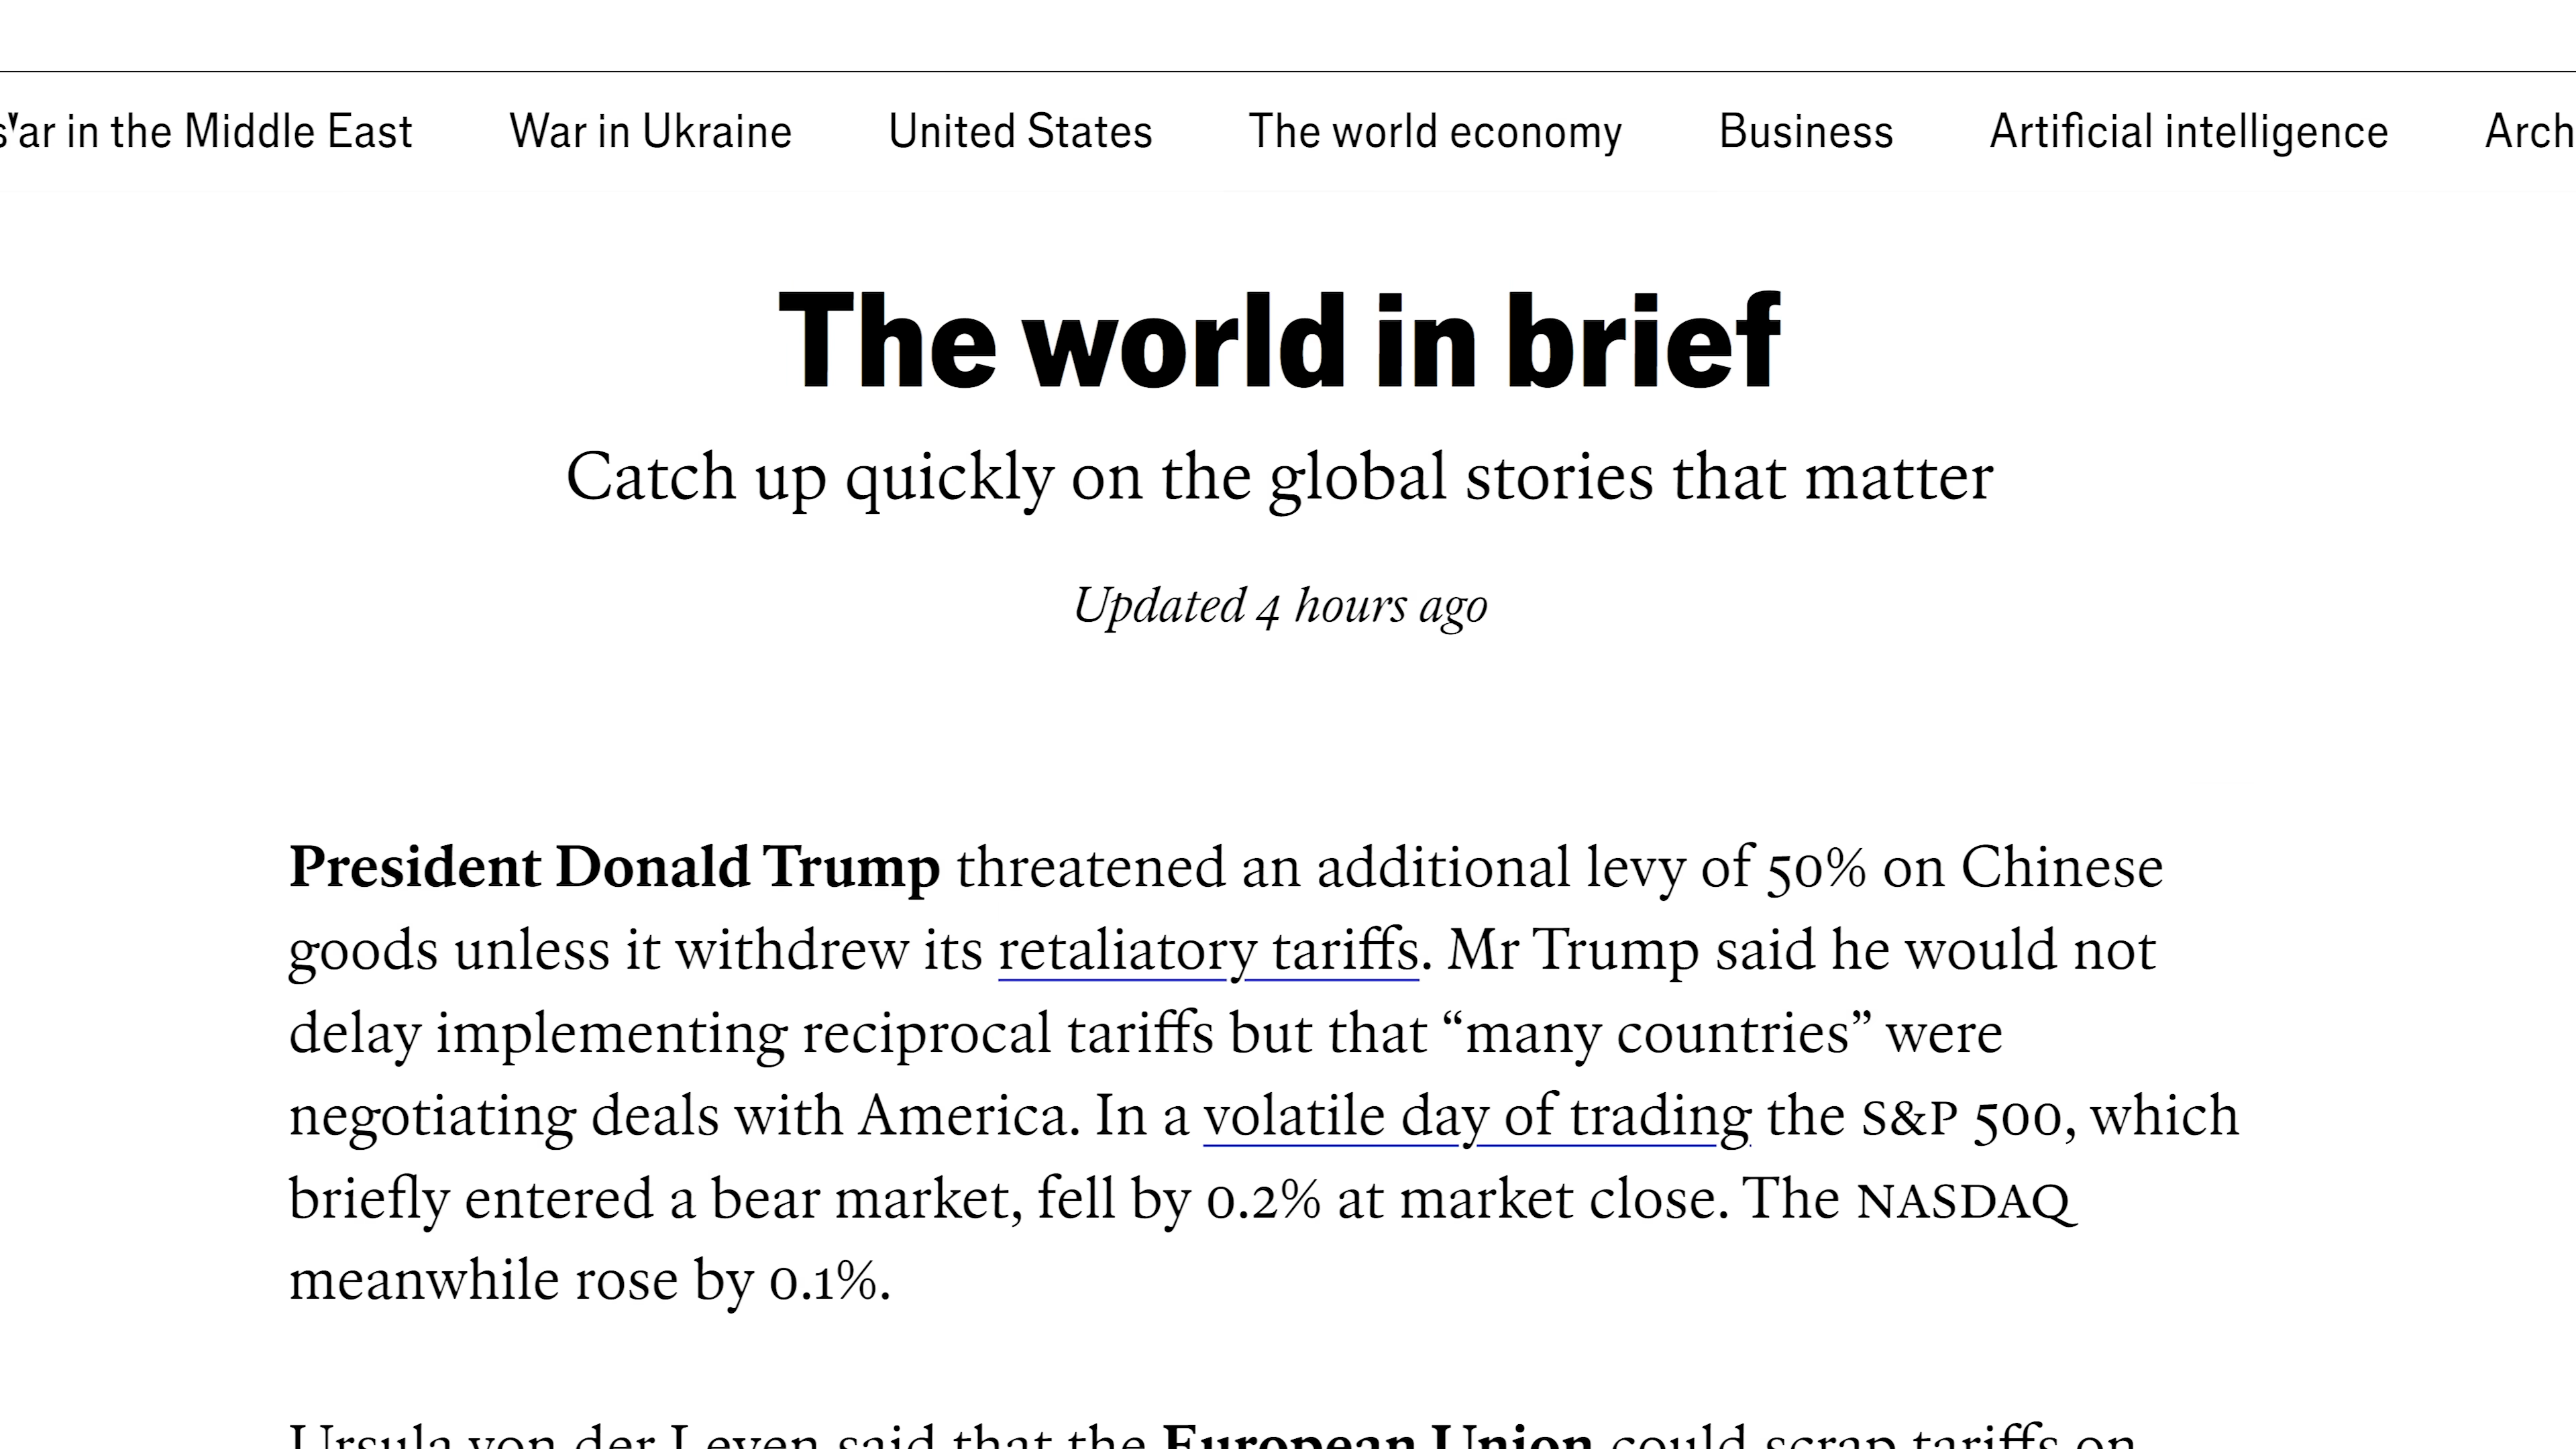 ar in the Middle East War in Ukraine United States The world economy Business Artificial intelligence Arch
The world in brief
Catch up quickly on the global stories that matter
Updated 4 hours ago
President Donald Trump threatened an additional levy of 50% on Chinese
goods unless it withdrew its retaliatory tariffs. Mr Trump said he would not
delay implementing reciprocal tariffs but that “many countries” were
negotiating deals with America. In a volatile day of trading the S&P 500, which
briefly entered a bear market, fell by 0.2% at market close. The NASDAQ
meanwhile rose by 0.1%.
Ursula von der Leyen said that the European Union could scrap tariffs on